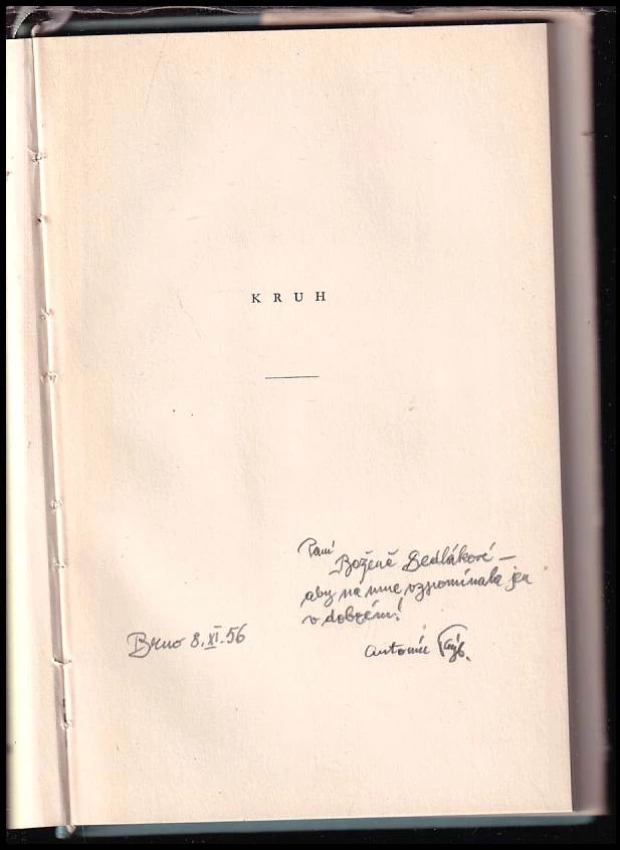 KRUH
Paní
Boženě Sedlákové —
aby na mne vzpomínala jen
v dobrém!
Brno 8. XI. 56
Antonín